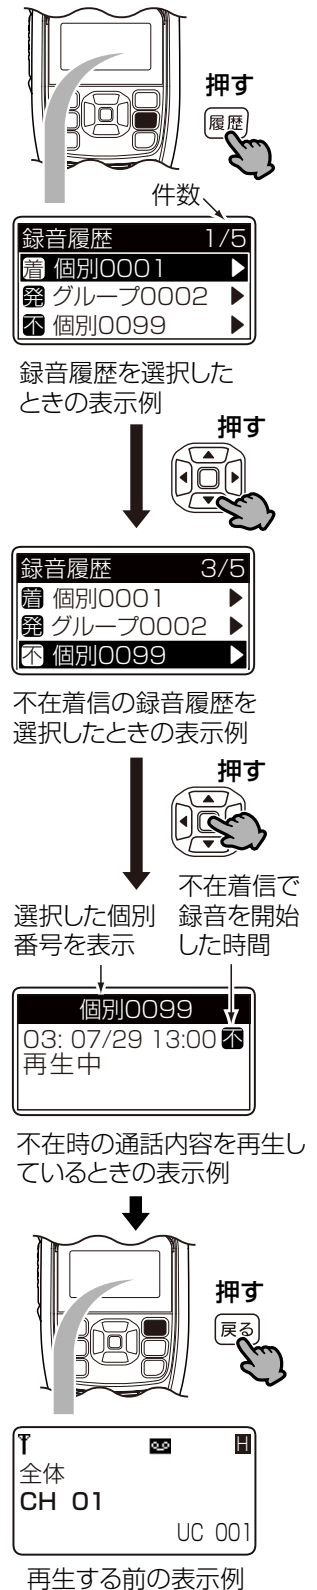 押す
履歴
件数
録音履歴 1/5
着 個別0001 ▶
発 グループ0002 ▶
不 個別0099 ▶
録音履歴を選択した
ときの表示例
押す
録音履歴 3/5
着 個別0001 ▶
発 グループ0002 ▶
不 個別0099 ▶
不在着信の録音履歴を
選択したときの表示例
押す
選択した個別
番号を表示
不在着信で
録音を開始
した時間
個別0099
03: 07/29 13:00 不
再生中
不在時の通話内容を再生し
ているときの表示例
押す
戻る
H
全体
CH 01
UC 001
再生する前の表示例